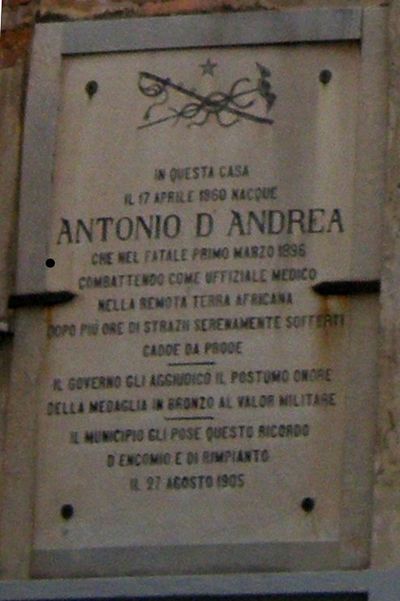 IN QUESTA CASA
IL 17 APRILE 1860 NACQUE
ANTONIO D'ANDREA
CHE NEL FATALE PRIMO MARZO 1896
COMBATTENDO COME UFFIZIALE MEDICO
NELLA REMOTA TERRA AFRICANA
DOPO PIÚ ORE DI STRAZII SERENAMENTE SOFFERTI
CADDE DA PRODE
IL GOVERNO GLI AGGIUDICÓ IL POSTUMO ONORE
DELLA MEDAGLIA IN BRONZO AL VALOR MILITARE
IL MUNICIPIO GLI POSE QUESTO RICORDO
D'ENCOMIO E DI RIMPIANTO
IL 27 AGOSTO 1905